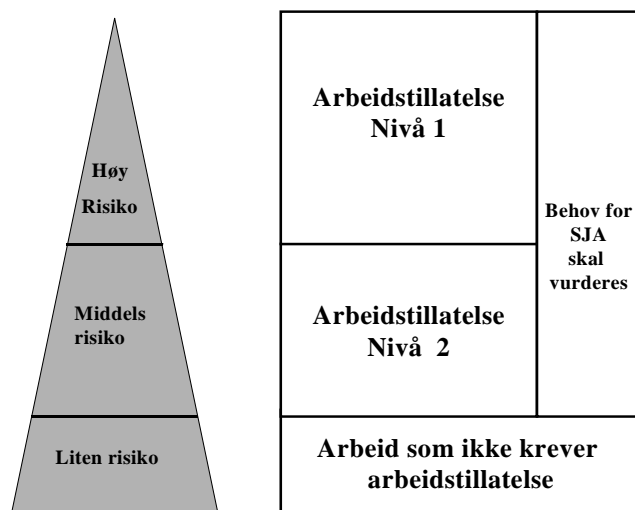 Høy
Risiko
Middels
risiko
Liten risiko
Arbeidstillatelse
Nivå 1
Arbeidstillatelse
Nivå 2
Behov for
SJA
skal
vurderes
Arbeid som ikke krever
arbeidstillatelse